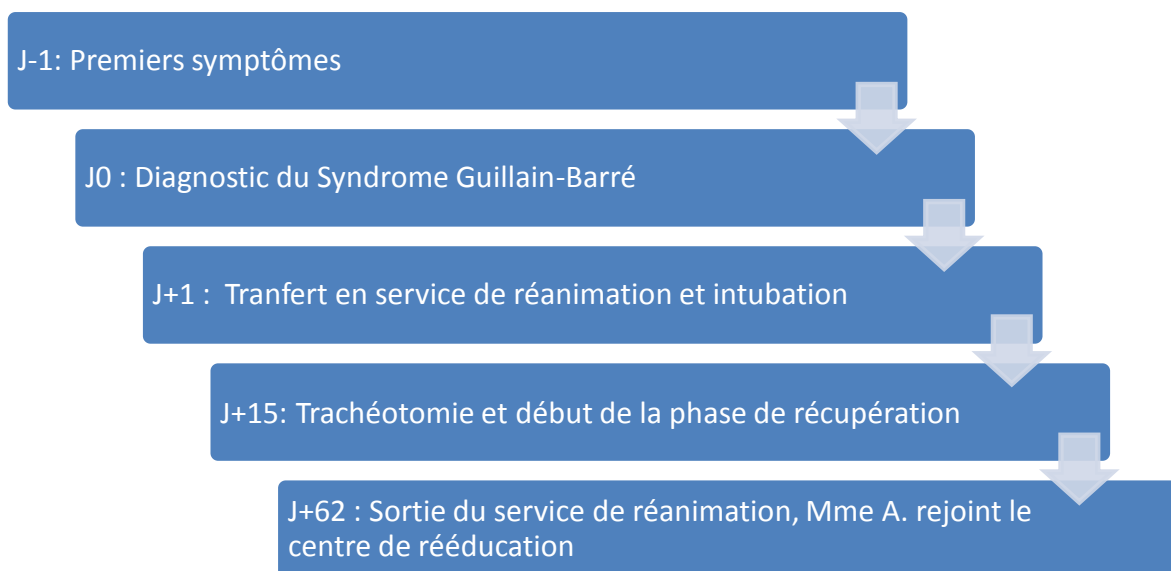 J-1: Premiers symptômes
J0 : Diagnostic du Syndrome Guillain-Barré
J+1 :  Tranfert en service de réanimation et intubation
J+15: Trachéotomie et début de la phase de récupération
J+62 : Sortie du service de réanimation, Mme A. rejoint le
centre de rééducation